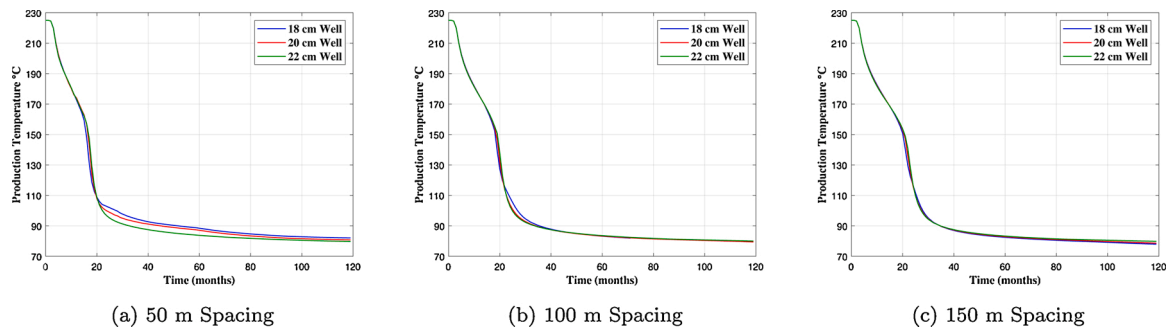 230
210
190
170
150
130
110
90
70
Production Temperature °C
0 20 40 60 80 100 120
Time (months)
18 cm Well
20 cm Well
22 cm Well
(a) 50 m Spacing
230
210
190
170
150
130
110
90
70
Production Temperature °C
0 20 40 60 80 100 120
Time (months)
18 cm Well
20 cm Well
22 cm Well
(b) 100 m Spacing
230
210
190
170
150
130
110
90
70
Production Temperature °C
0 20 40 60 80 100 120
Time (months)
18 cm Well
20 cm Well
22 cm Well
(c) 150 m Spacing